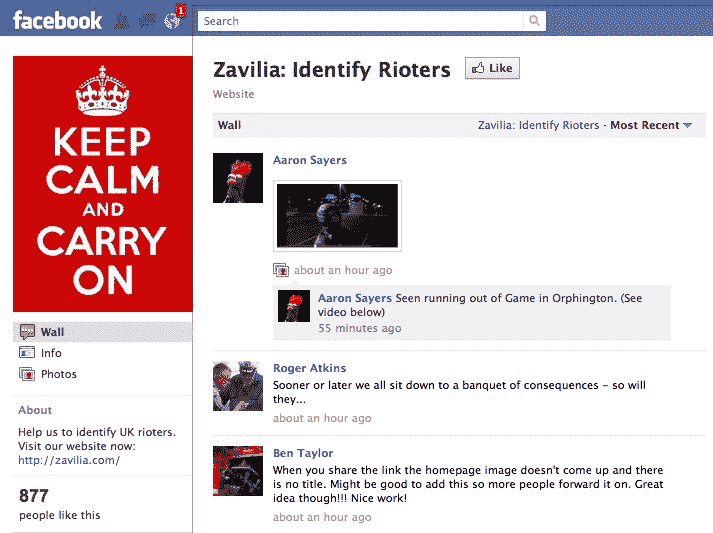 facebook
1
Search
KEEP
CALM
AND
CARRY
ON
Wall
Info
Photos
About
Help us to identify UK rioters.
Visit our website now:
http://zavilia.com/
877
people like this
Zavilia: Identify Rioters
Like
Website
Wall
Zavilia: Identify Rioters · Most Recent
Aaron Sayers
about an hour ago
Aaron Sayers Seen running out of Game in Orphington. (See
video below)
55 minutes ago
Roger Atkins
Sooner or later we all sit down to a banquet of consequences - so will
they...
about an hour ago
Ben Taylor
When you share the link the homepage image doesn't come up and there
is no title. Might be good to add this so more people forward it on. Great
idea though!!! Nice work!
about an hour ago